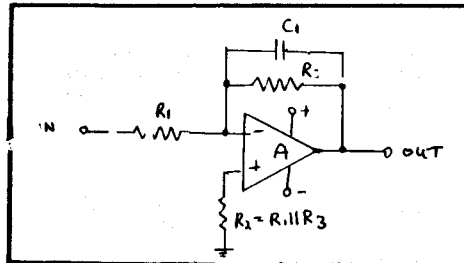 C1
R3
R1
IN
-
+
A
+
-
OUT
R2 = R1 || R3